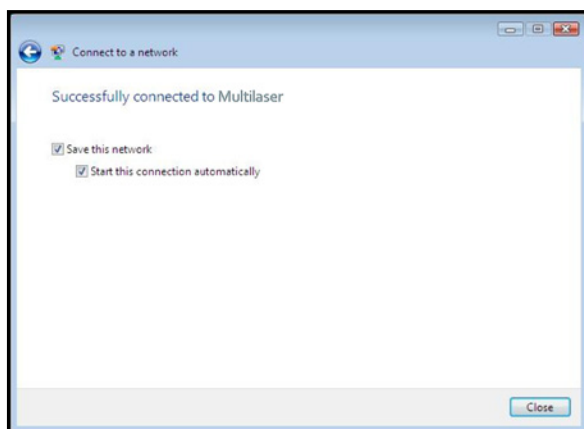 Connect to a network
Successfully connected to Multilaser
Save this network
Start this connection automatically
Close